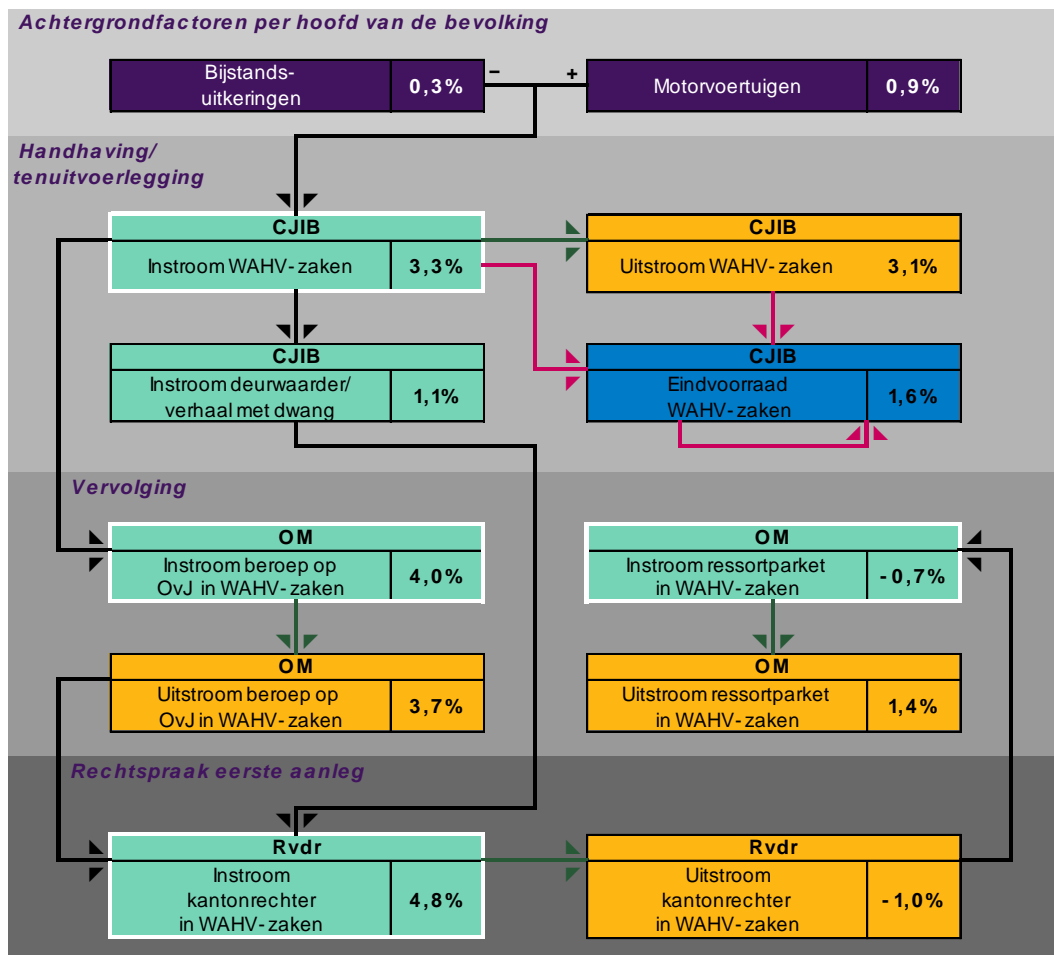 Achtergrondfactoren per hoofd van de bevolking
Bijstands-
uitkeringen
0,3%
–
+
Motorvoertuigen
0,9%
Handhaving/
tenuitvoerlegging
CJIB
Instroom WAHV-zaken
3,3%
CJIB
Uitstroom WAHV-zaken
3,1%
CJIB
Instroom deurwaarder/
verhaal met dwang
1,1%
CJIB
Eindvoorraad
WAHV-zaken
1,6%
Vervolging
OM
Instroom beroep op
OvJ in WAHV-zaken
4,0%
OM
Instroom ressortparket
in WAHV-zaken
-0,7%
OM
Uitstroom beroep op
OvJ in WAHV-zaken
3,7%
OM
Uitstroom ressortparket
in WAHV-zaken
1,4%
Rechtspraak eerste aanleg
Rvdr
Instroom
kantonrechter
in WAHV-zaken
4,8%
Rvdr
Uitstroom
kantonrechter
in WAHV-zaken
-1,0%